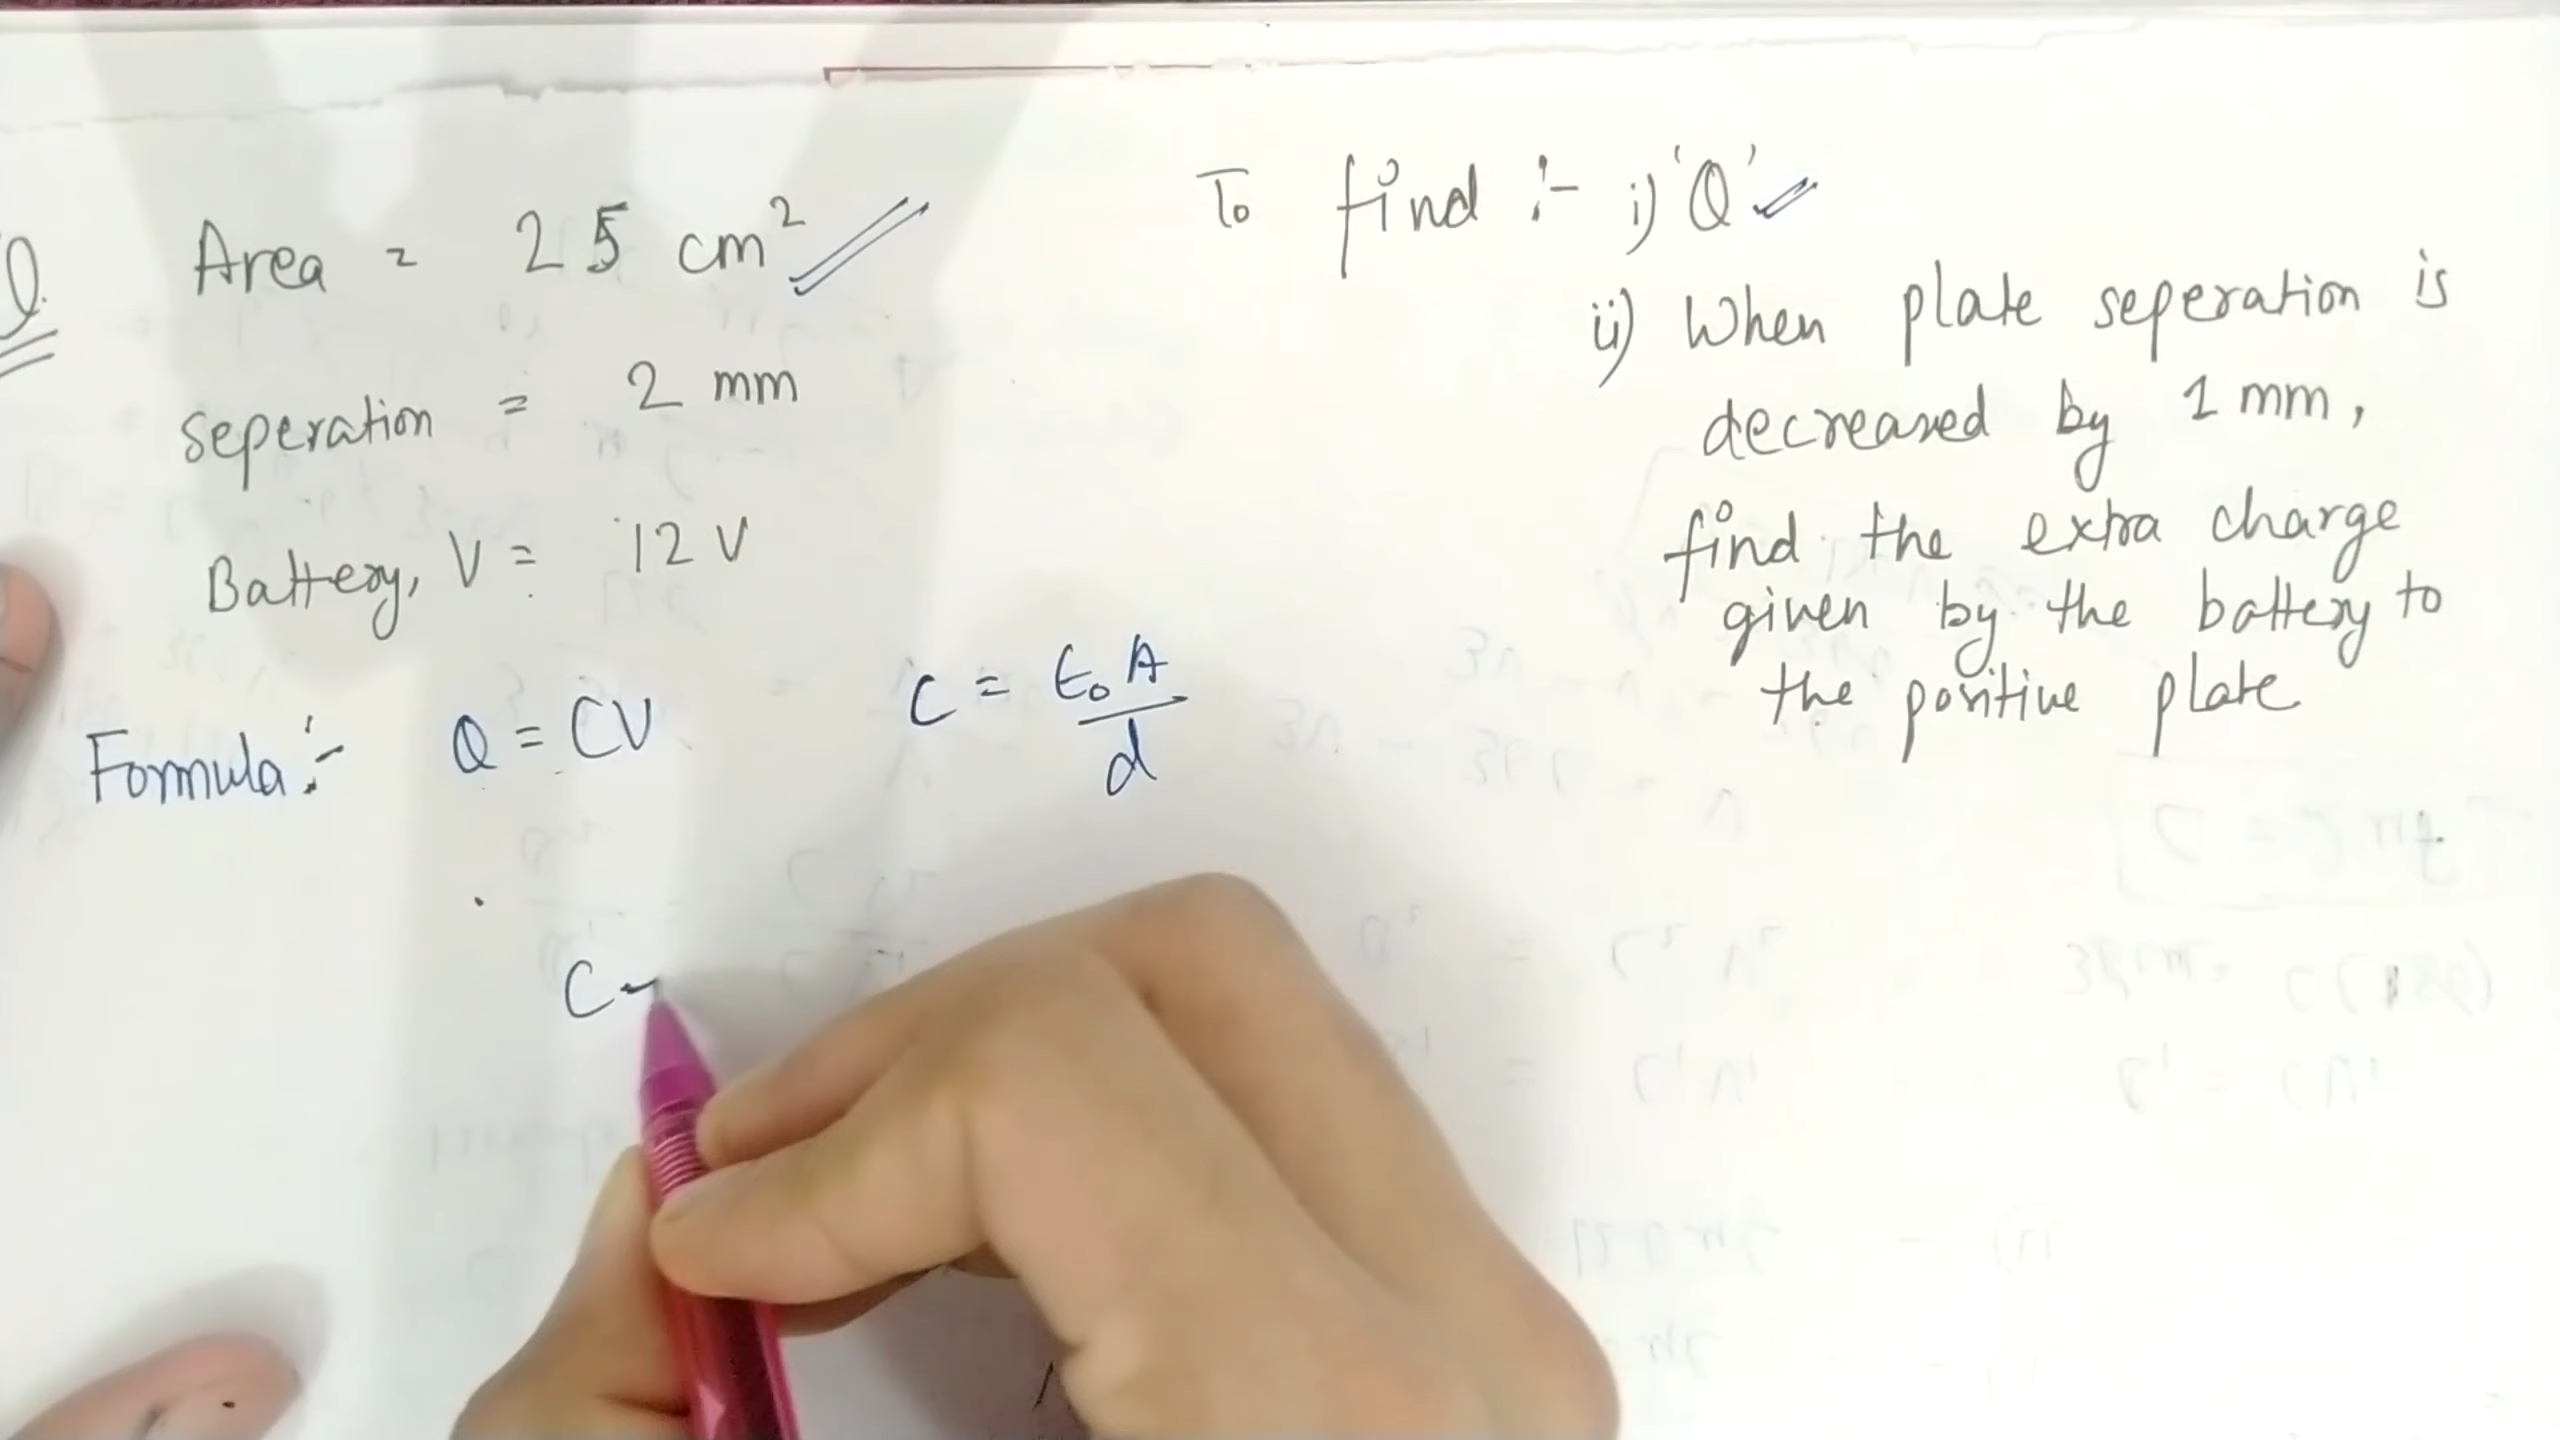 Q.
Area = 25 cm²
seperation = 2 mm
Battery, V = 12 V
Formula :- Q = CV C = ε₀ A / d
C
To find :- i) 'Q'
ii) When plate seperation is
decreased by 1 mm,
find the extra charge
given by the battery to
the positive plate